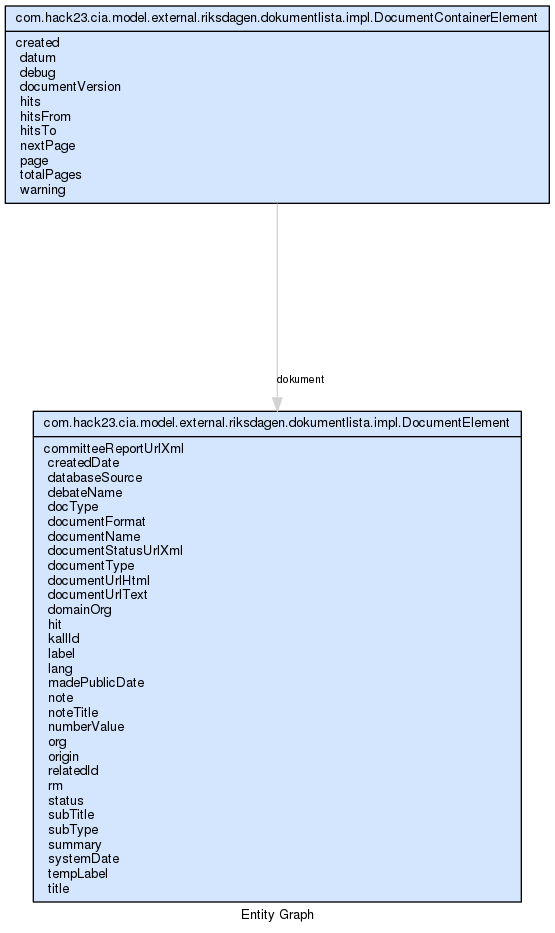 com.hack23.cia.model.external.riksdagen.dokumentlista.impl.DocumentContainerElement
created
datum
debug
documentVersion
hits
hitsFrom
hitsTo
nextPage
page
totalPages
warning
dokument
com.hack23.cia.model.external.riksdagen.dokumentlista.impl.DocumentElement
committeeReportUrlXml
createdDate
databaseSource
debateName
docType
documentFormat
documentName
documentStatusUrlXml
documentType
documentUrlHtml
documentUrlText
domainOrg
hit
kallId
label
lang
madePublicDate
note
noteTitle
numberValue
org
origin
relatedId
rm
status
subTitle
subType
summary
systemDate
tempLabel
title
Entity Graph